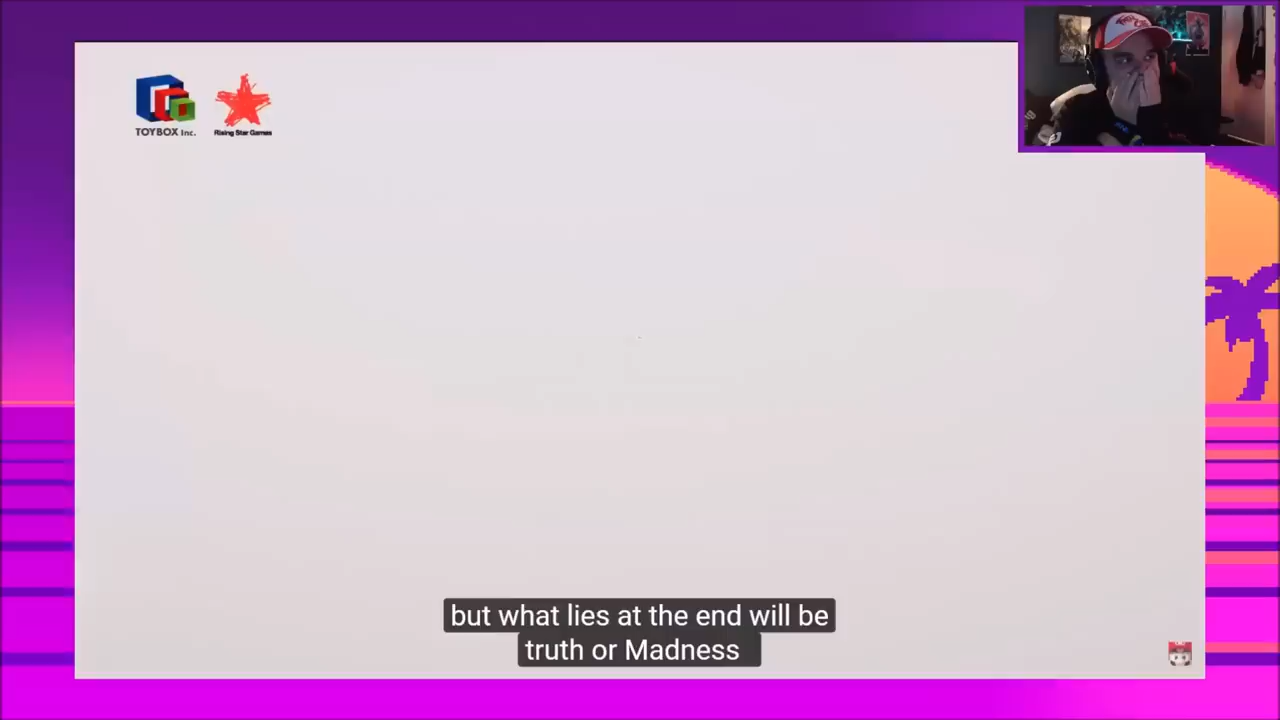 TOYBOX Inc.
Rising Star Games
but what lies at the end will be
truth or Madness